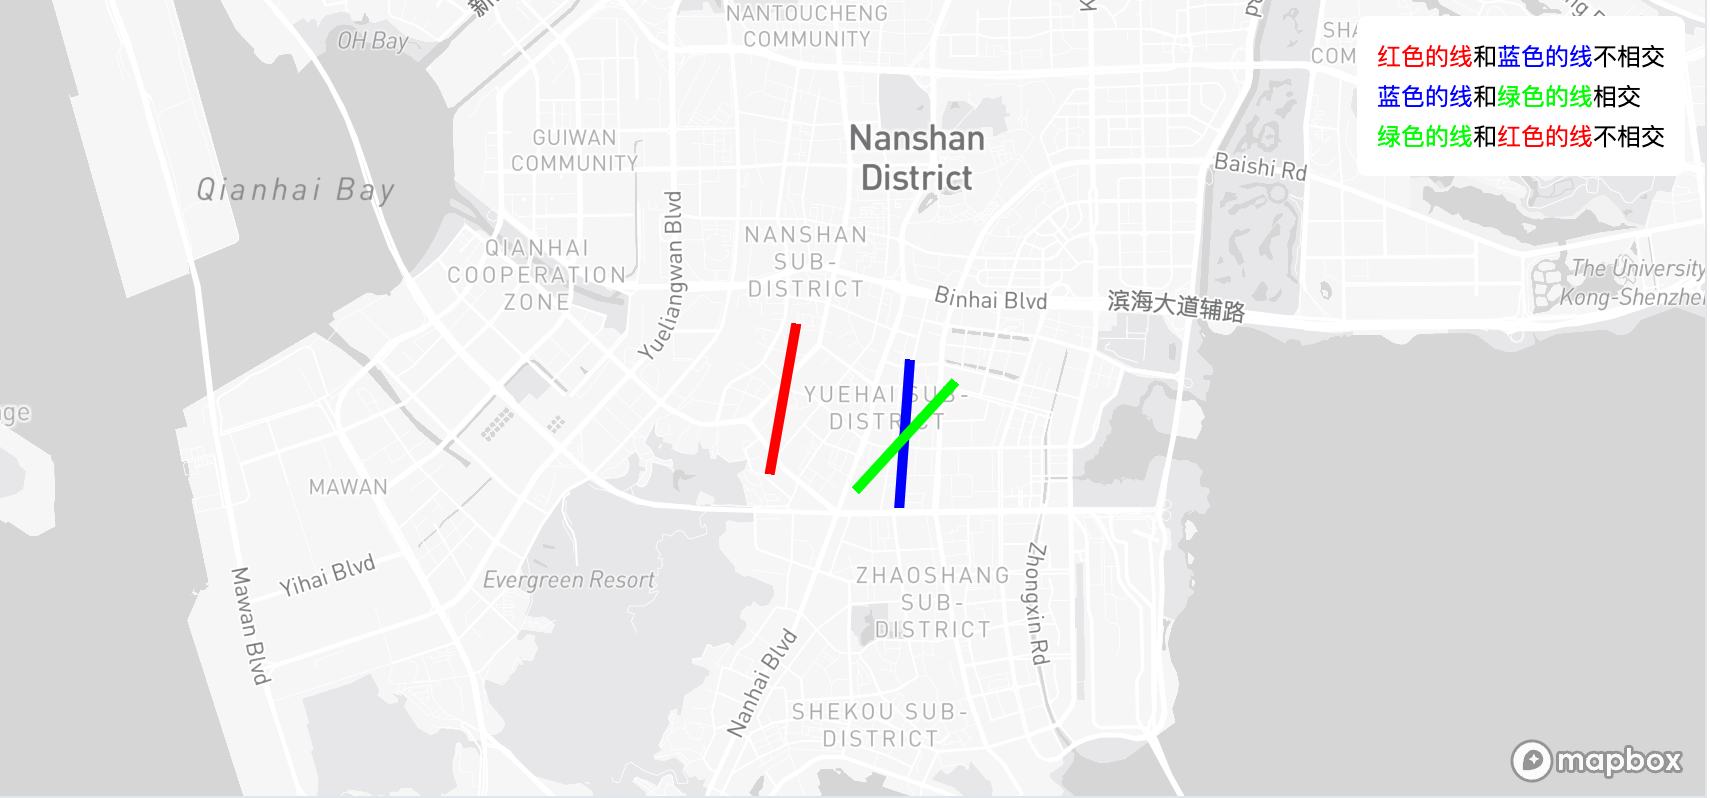 OH Bay
NANTOUCHENG
COMMUNITY
红色的线和蓝色的线不相交
蓝色的线和绿色的线相交
绿色的线和红色的线不相交
GUIWAN
COMMUNITY
Nanshan
District
Baishi Rd
Qianhai Bay
Yueliangwan Blvd
NANSHAN
SUB-
DISTRICT
QIANHAI
COOPERATION
ZONE
The University
Kong-Shenzhe
Binhai Blvd
滨海大道辅路
YUEHAI SUB-
DISTRICT
MAWAN
Yihai Blvd
Mawan Blvd
Evergreen Resort
ZHAOSHANG
SUB-
DISTRICT
Zhongxin Rd
Nanhai Blvd
SHEKOU SUB-
DISTRICT
mapbox